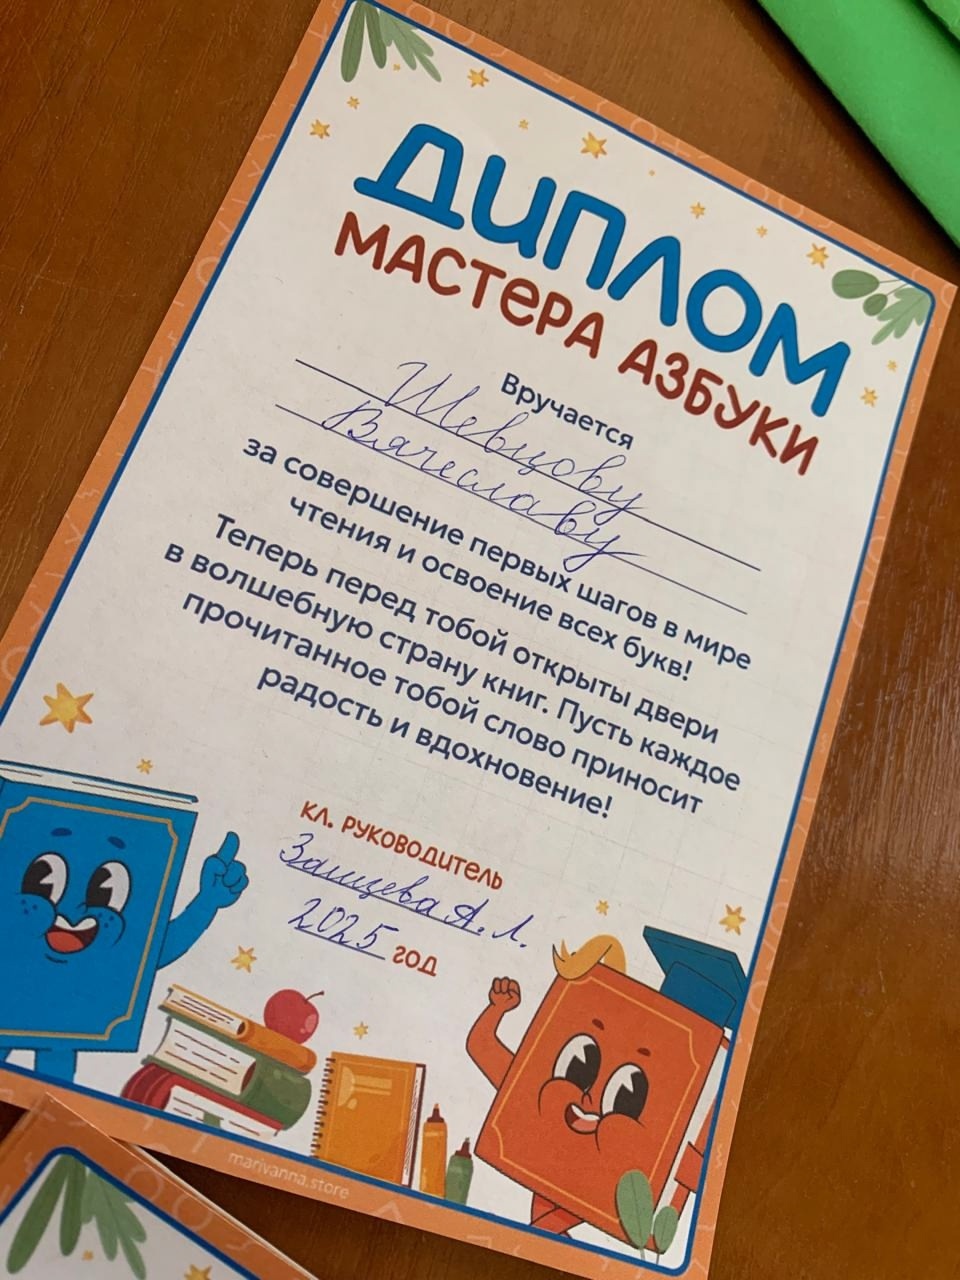 ДИПЛОМ
МАСТЕРА АЗБУКИ
Вручается
Шевцову
Вячеславу
за совершение первых шагов в мире
чтения и освоение всех букв!
Теперь перед тобой открыты двери
в волшебную страну книг. Пусть каждое
прочитанное тобой слово приносит
радость и вдохновение!
КЛ. РУКОВОДИТЕЛЬ
Зайцева А. Л.
2025 ГОД
marivanna.store